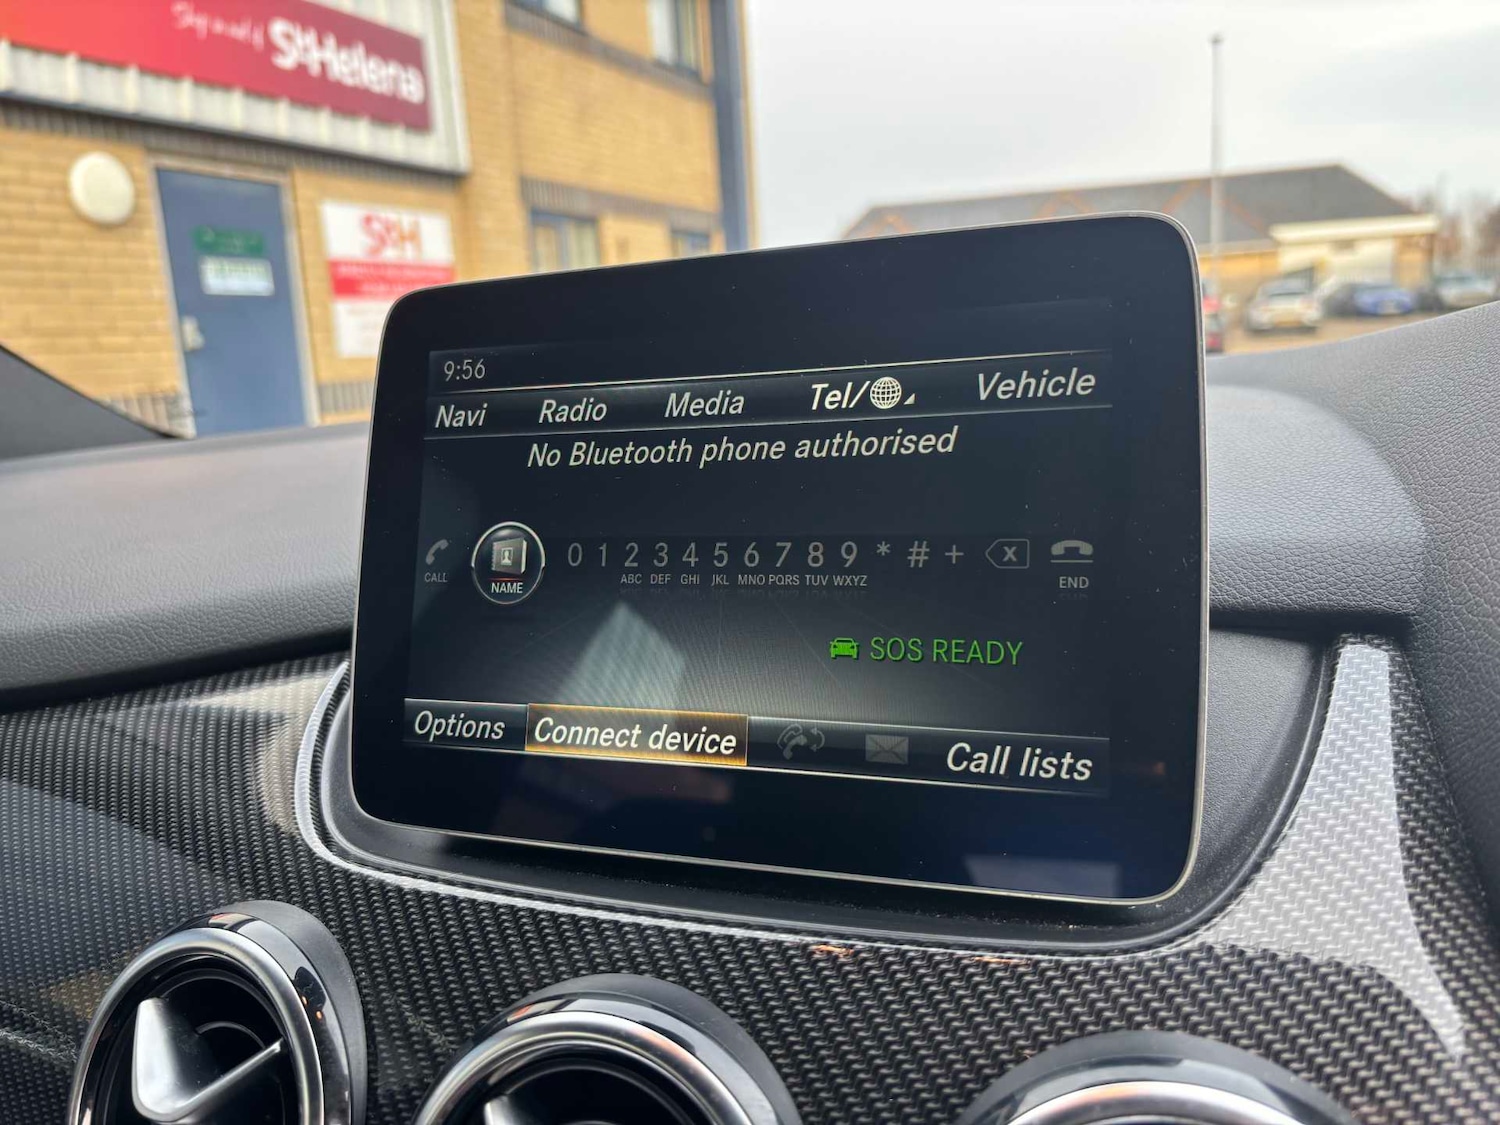 St Helena
StH
9:56
Navi Radio Media Tel/ Vehicle
No Bluetooth phone authorised
CALL NAME 0 1 2 3 4 5 6 7 8 9 * # + X END
ABC DEF GHI JKL MNO PQRS TUV WXYZ
SOS READY
Options Connect device Call lists